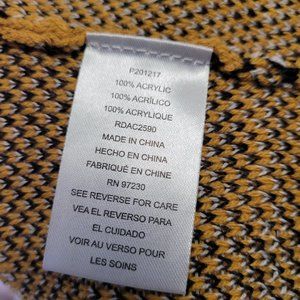 P201217
100% ACRYLIC
100% ACRÍLICO
100% ACRYLIQUE
RDAC2590
MADE IN CHINA
HECHO EN CHINA
FABRIQUÉ EN CHINE
RN 97230
SEE REVERSE FOR CARE
VEA EL REVERSO PARA
EL CUIDADO
VOIR AU VERSO POUR
LES SOINS